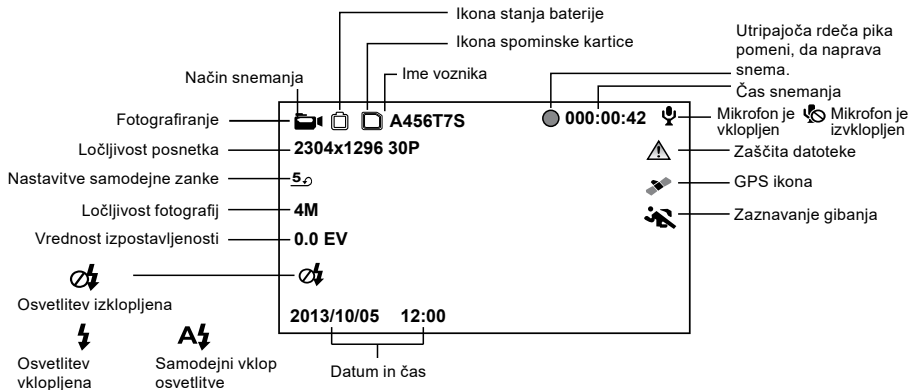 Ikona stanja baterije
Ikona spominske kartice
Ime voznika
Način snemanja
Utripajoča rdeča pika
pomeni, da naprava
snema.
Čas snemanja
Fotografiranje
A456T7S
000:00:42
Mikrofon je
vklopljen
Mikrofon je
izvklopljen
Ločljivost posnetka
2304x1296 30P
Zaščita datoteke
Nastavitve samodejne zanke
5
GPS ikona
Ločljivost fotografij
4M
Zaznavanje gibanja
Vrednost izpostavljenosti
0.0 EV
Osvetlitev izklopljena
2013/10/05 12:00
A
Osvetlitev
vklopljena
Samodejni vklop
osvetlitve
Datum in čas